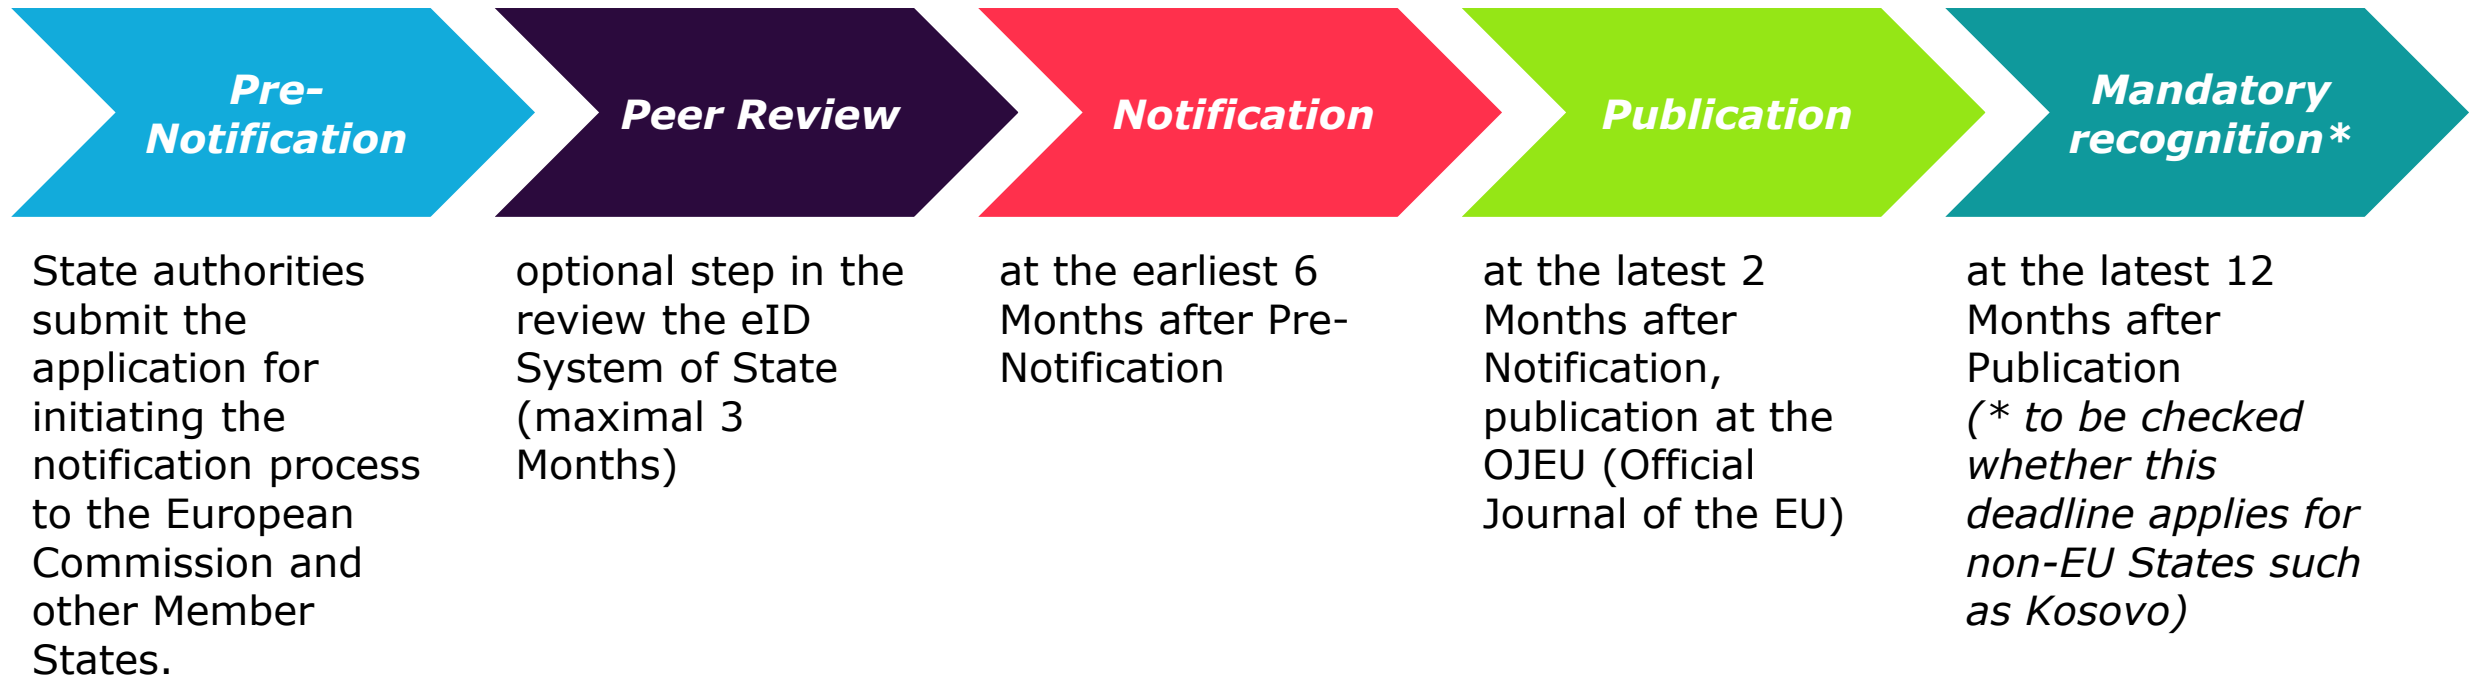 Pre-
Notification
Peer Review
Notification
Publication
Mandatory
recognition*
State authorities
submit the
application for
initiating the
notification process
to the European
Commission and
other Member
States.
optional step in the
review the eID
System of State
(maximal 3
Months)
at the earliest 6
Months after Pre-
Notification
at the latest 2
Months after
Notification,
publication at the
OJEU (Official
Journal of the EU)
at the latest 12
Months after
Publication
(* to be checked
whether this
deadline applies for
non-EU States such
as Kosovo)